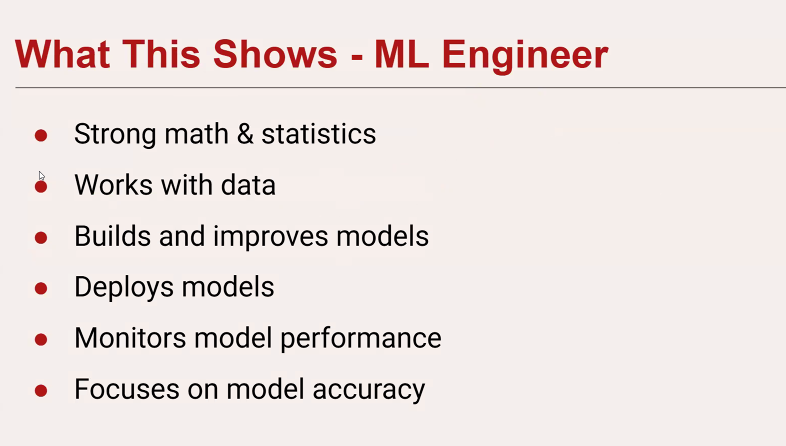 What This Shows - ML Engineer
Strong math & statistics
Works with data
Builds and improves models
Deploys models
Monitors model performance
Focuses on model accuracy